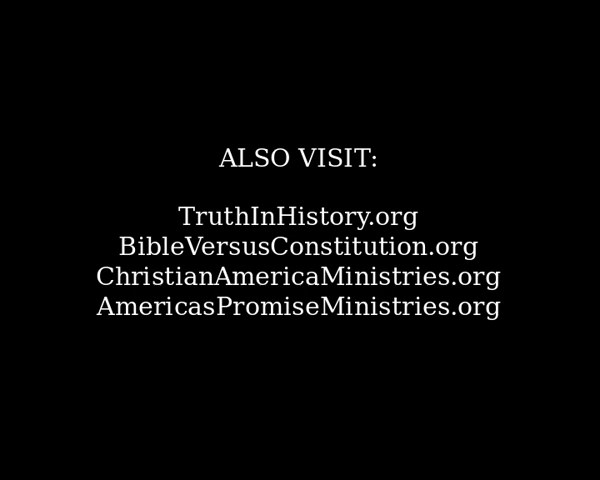 ALSO VISIT:
TruthInHistory.org
BibleVersusConstitution.org
ChristianAmericaMinistries.org
AmericasPromiseMinistries.org